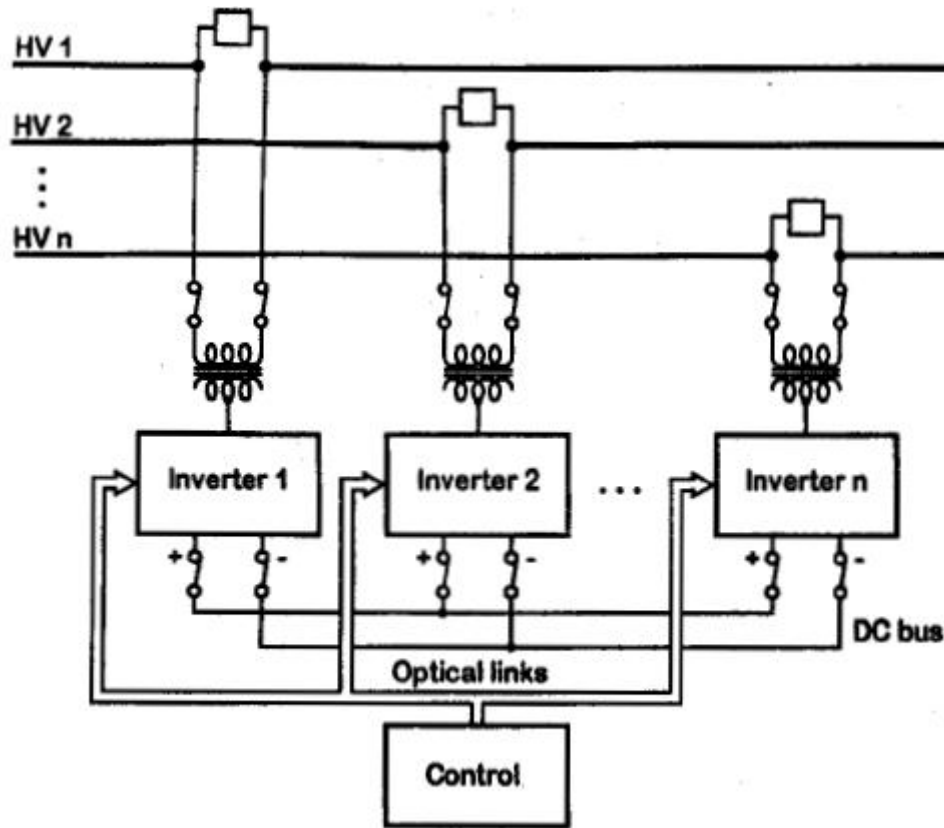 HV 1
HV 2
⋮
HV n
Inverter 1
Inverter 2
...
Inverter n
+ -
+ -
+ -
DC bus
Optical links
Control